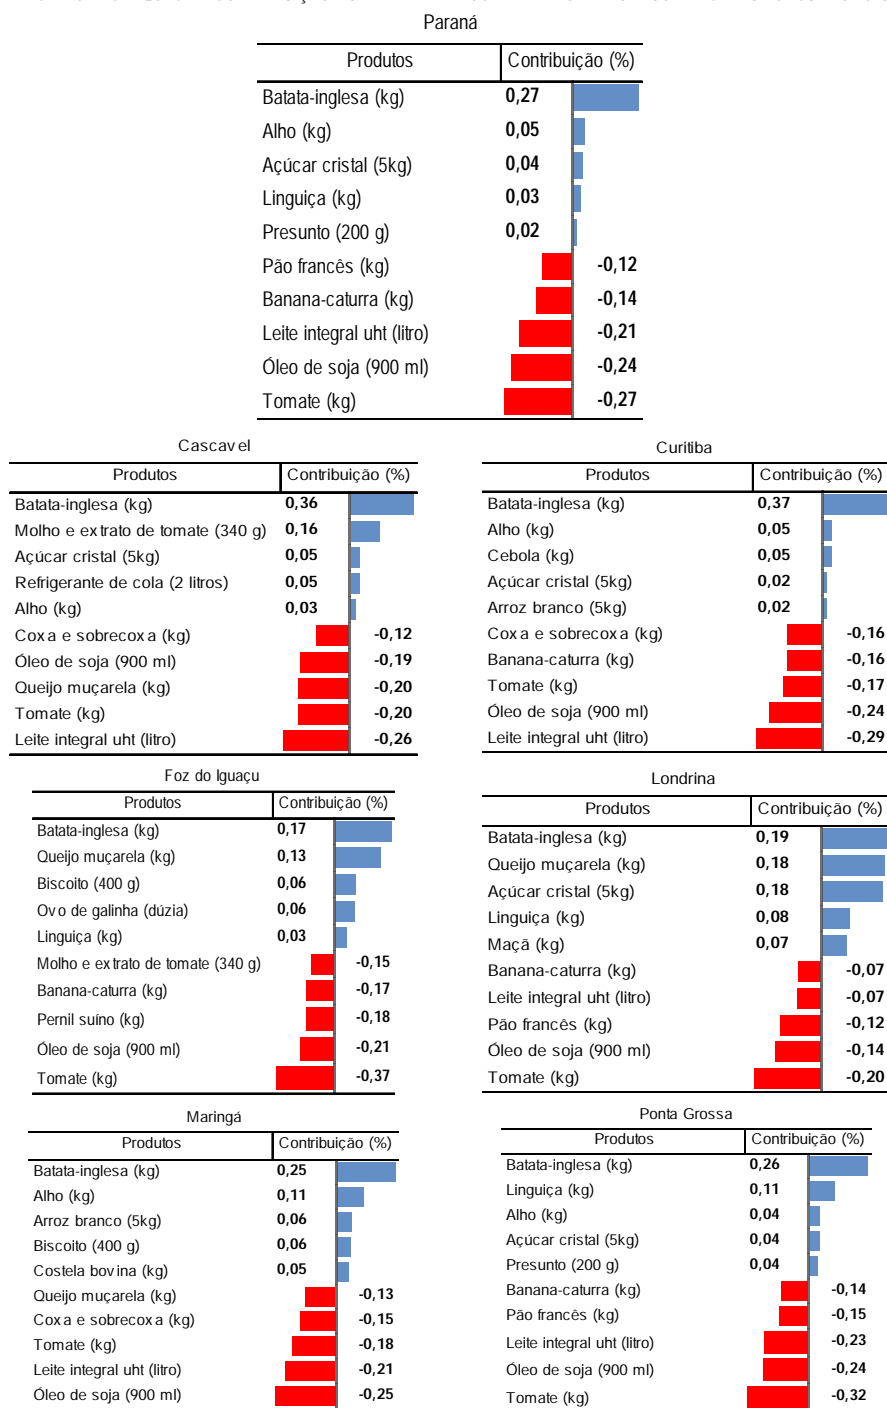 Paraná
Produtos Contribuição (%)
Batata-inglesa (kg) 0,27
Alho (kg) 0,05
Açúcar cristal (5kg) 0,04
Linguiça (kg) 0,03
Presunto (200 g) 0,02
Pão francês (kg) -0,12
Banana-caturra (kg) -0,14
Leite integral uht (litro) -0,21
Óleo de soja (900 ml) -0,24
Tomate (kg) -0,27
Cascavel
Produtos Contribuição (%)
Batata-inglesa (kg) 0,36
Molho e extrato de tomate (340 g) 0,16
Açúcar cristal (5kg) 0,05
Refrigerante de cola (2 litros) 0,05
Alho (kg) 0,03
Coxa e sobrecoxa (kg) -0,12
Óleo de soja (900 ml) -0,19
Queijo muçarela (kg) -0,20
Tomate (kg) -0,20
Leite integral uht (litro) -0,26
Curitiba
Produtos Contribuição (%)
Batata-inglesa (kg) 0,37
Alho (kg) 0,05
Cebola (kg) 0,05
Açúcar cristal (5kg) 0,02
Arroz branco (5kg) 0,02
Coxa e sobrecoxa (kg) -0,16
Banana-caturra (kg) -0,16
Tomate (kg) -0,17
Óleo de soja (900 ml) -0,24
Leite integral uht (litro) -0,29
Foz do Iguaçu
Produtos Contribuição (%)
Batata-inglesa (kg) 0,17
Queijo muçarela (kg) 0,13
Biscoito (400 g) 0,06
Ovo de galinha (dúzia) 0,06
Linguiça (kg) 0,03
Molho e extrato de tomate (340 g) -0,15
Banana-caturra (kg) -0,17
Pernil suíno (kg) -0,18
Óleo de soja (900 ml) -0,21
Tomate (kg) -0,37
Londrina
Produtos Contribuição (%)
Batata-inglesa (kg) 0,19
Queijo muçarela (kg) 0,18
Açúcar cristal (5kg) 0,18
Linguiça (kg) 0,08
Maçã (kg) 0,07
Banana-caturra (kg) -0,07
Leite integral uht (litro) -0,07
Pão francês (kg) -0,12
Óleo de soja (900 ml) -0,14
Tomate (kg) -0,20
Maringá
Produtos Contribuição (%)
Batata-inglesa (kg) 0,25
Alho (kg) 0,11
Arroz branco (5kg) 0,06
Biscoito (400 g) 0,06
Costela bovina (kg) 0,05
Queijo muçarela (kg) -0,13
Coxa e sobrecoxa (kg) -0,15
Tomate (kg) -0,18
Leite integral uht (litro) -0,21
Óleo de soja (900 ml) -0,25
Ponta Grossa
Produtos Contribuição (%)
Batata-inglesa (kg) 0,26
Linguiça (kg) 0,11
Alho (kg) 0,04
Açúcar cristal (5kg) 0,04
Presunto (200 g) 0,04
Banana-caturra (kg) -0,14
Pão francês (kg) -0,15
Leite integral uht (litro) -0,23
Óleo de soja (900 ml) -0,24
Tomate (kg) -0,32